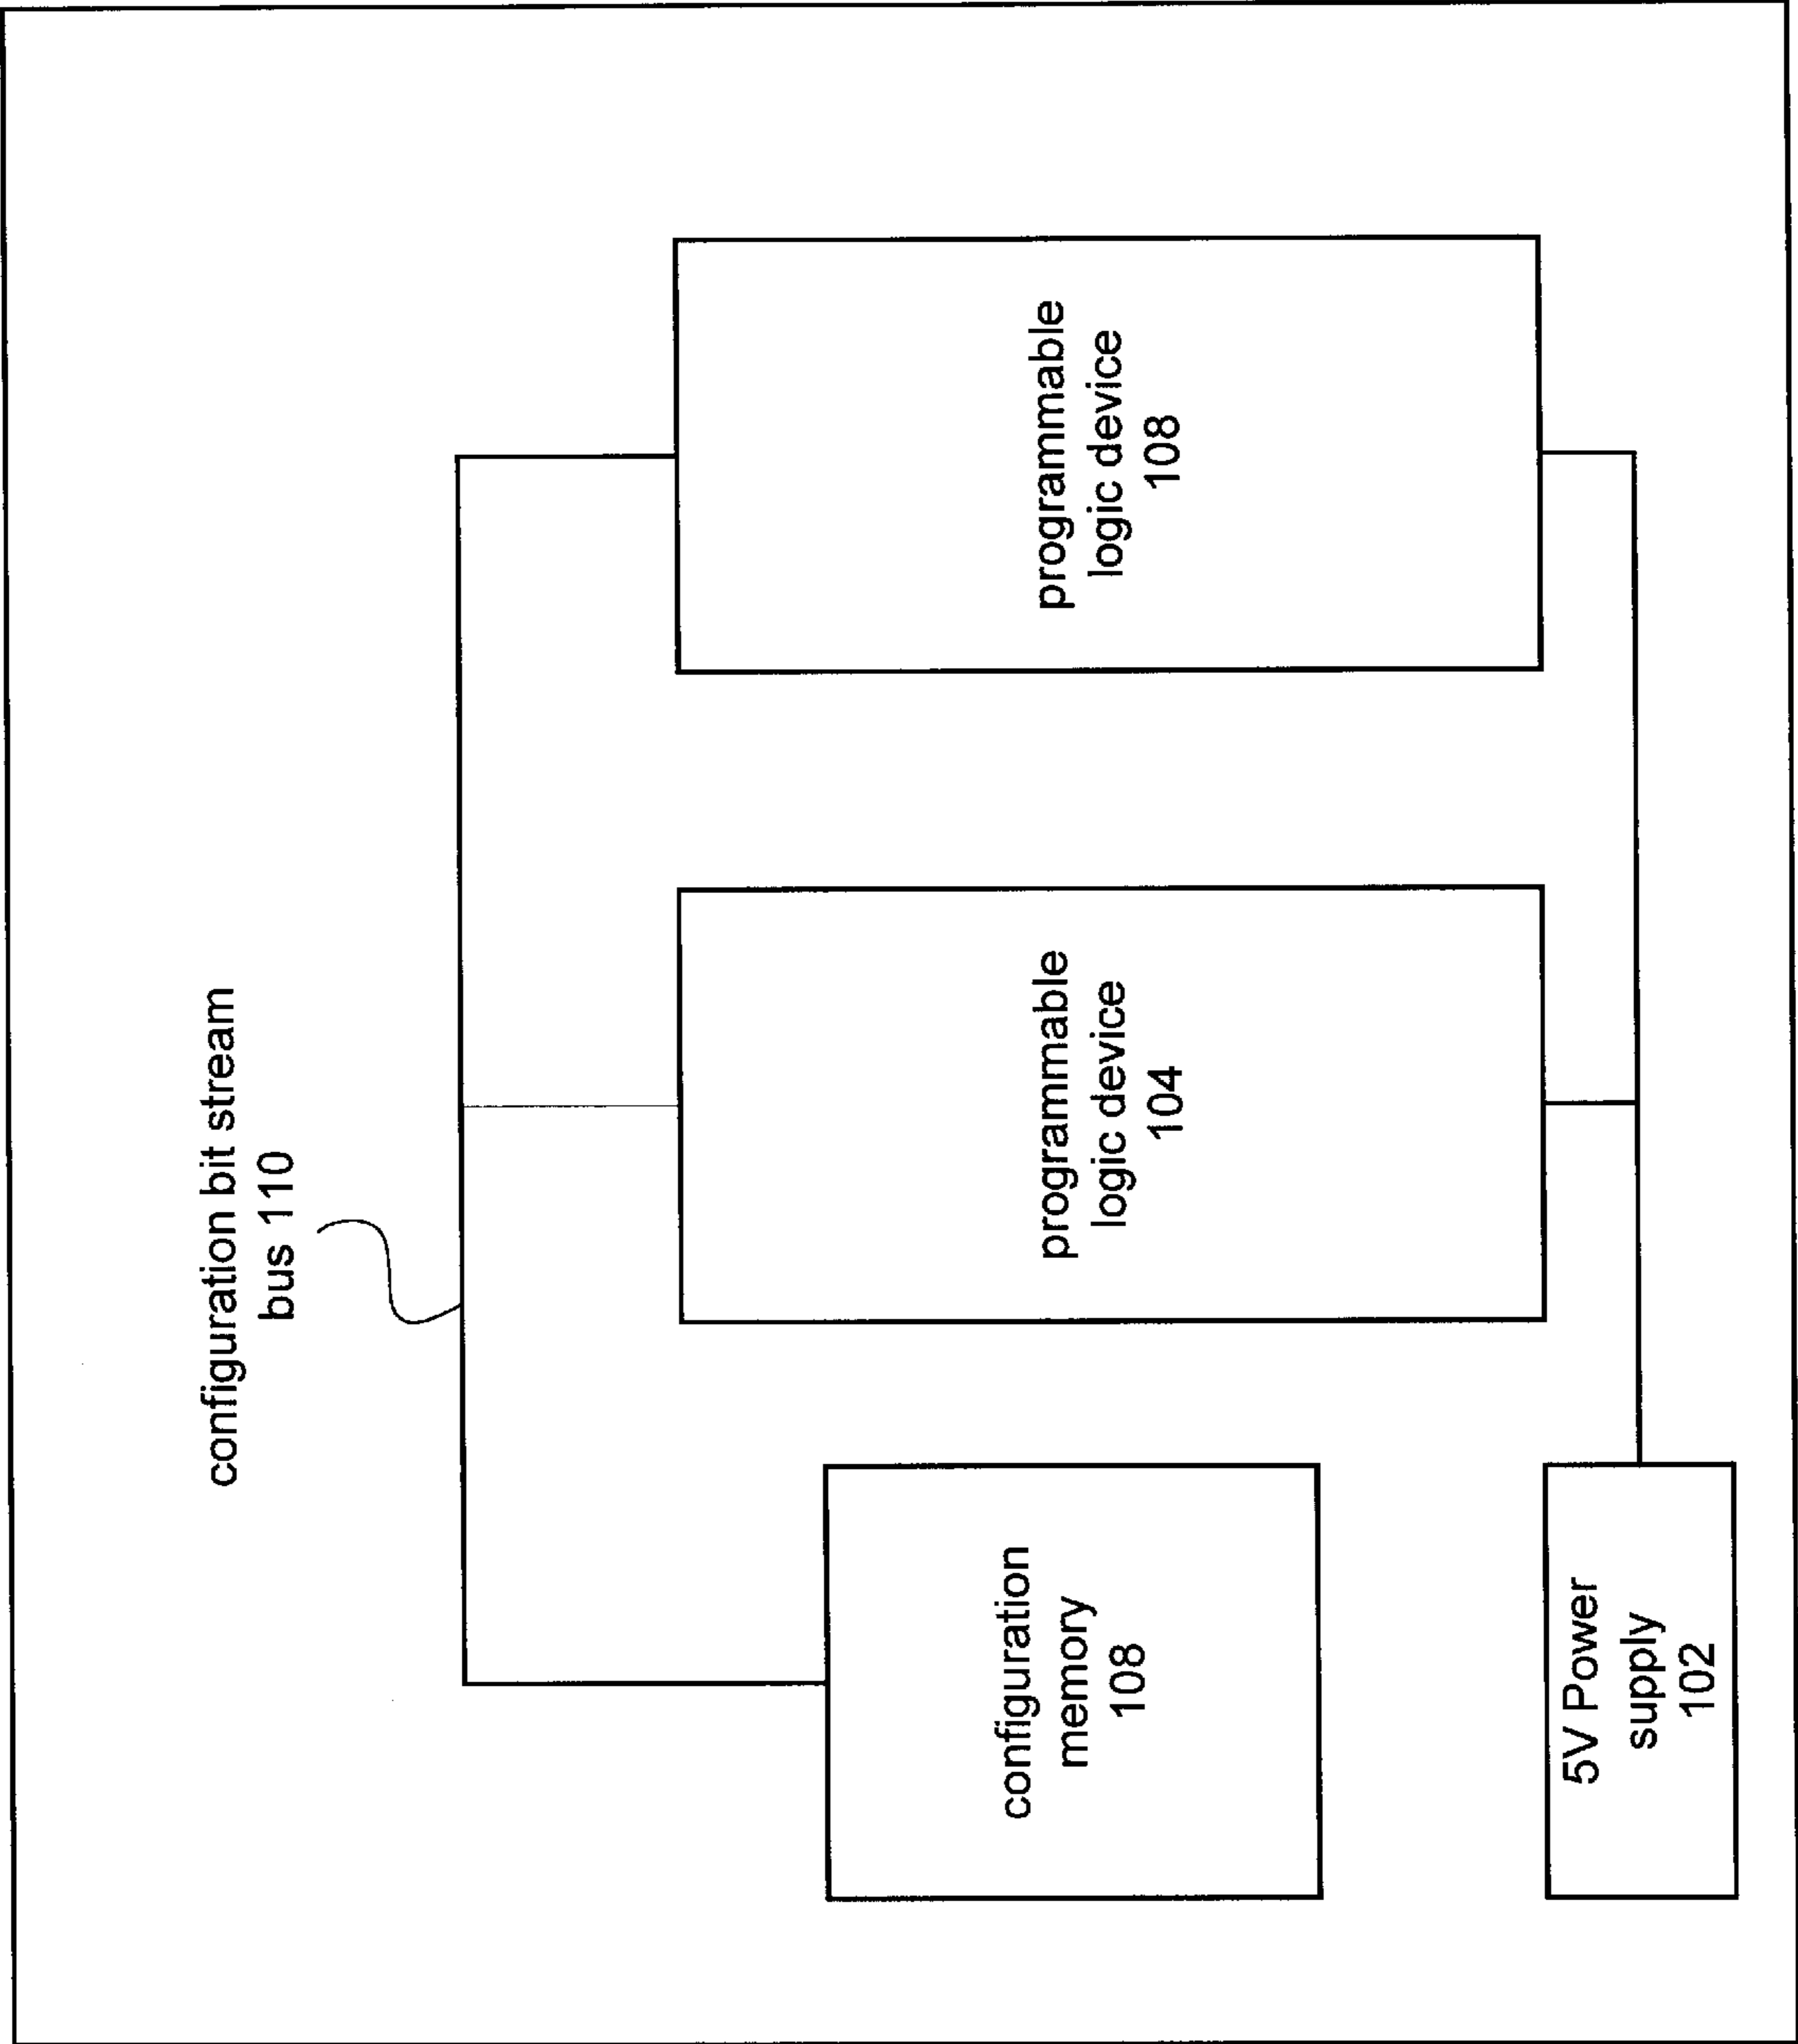 configuration bit stream
bus 110
configuration
memory
108
programmable
logic device
104
programmable
logic device
108
5V Power
supply
102